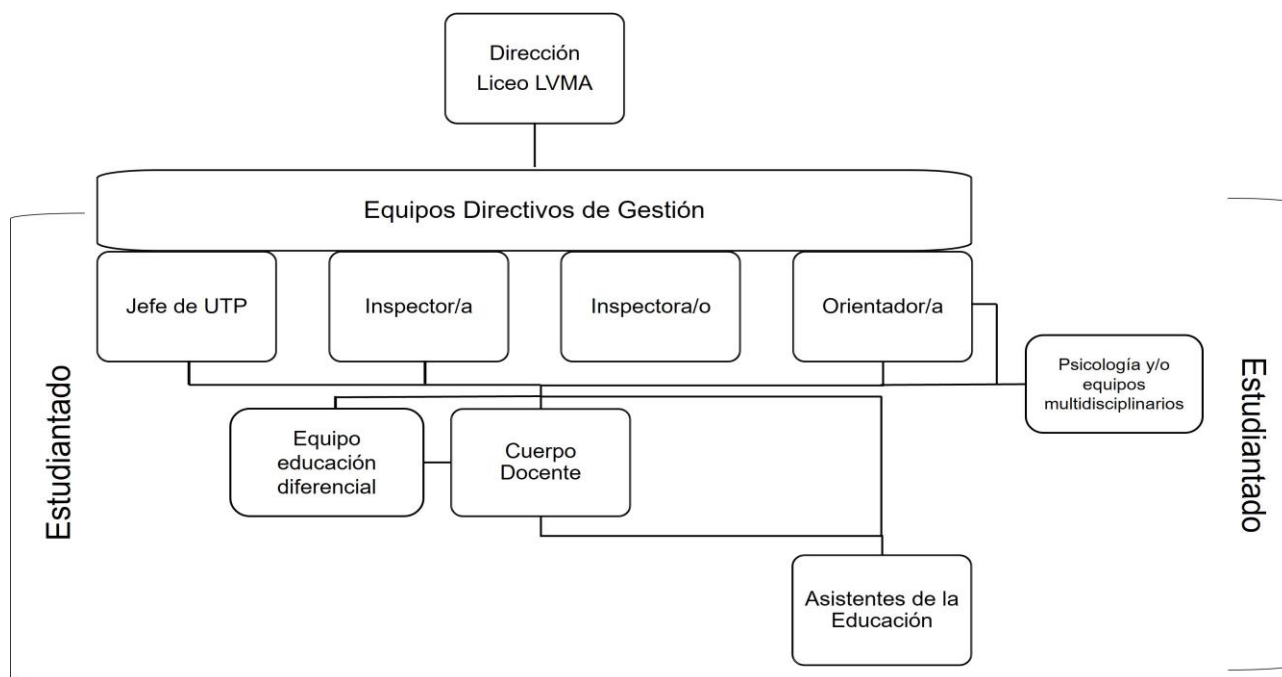 Dirección
Liceo LVMA
Equipos Directivos de Gestión
Jefe de UTP
Inspector/a
Inspectora/o
Orientador/a
Psicología y/o
equipos
multidisciplinarios
Equipo
educación
diferencial
Cuerpo
Docente
Asistentes de la
Educación
Estudiantado
Estudiantado